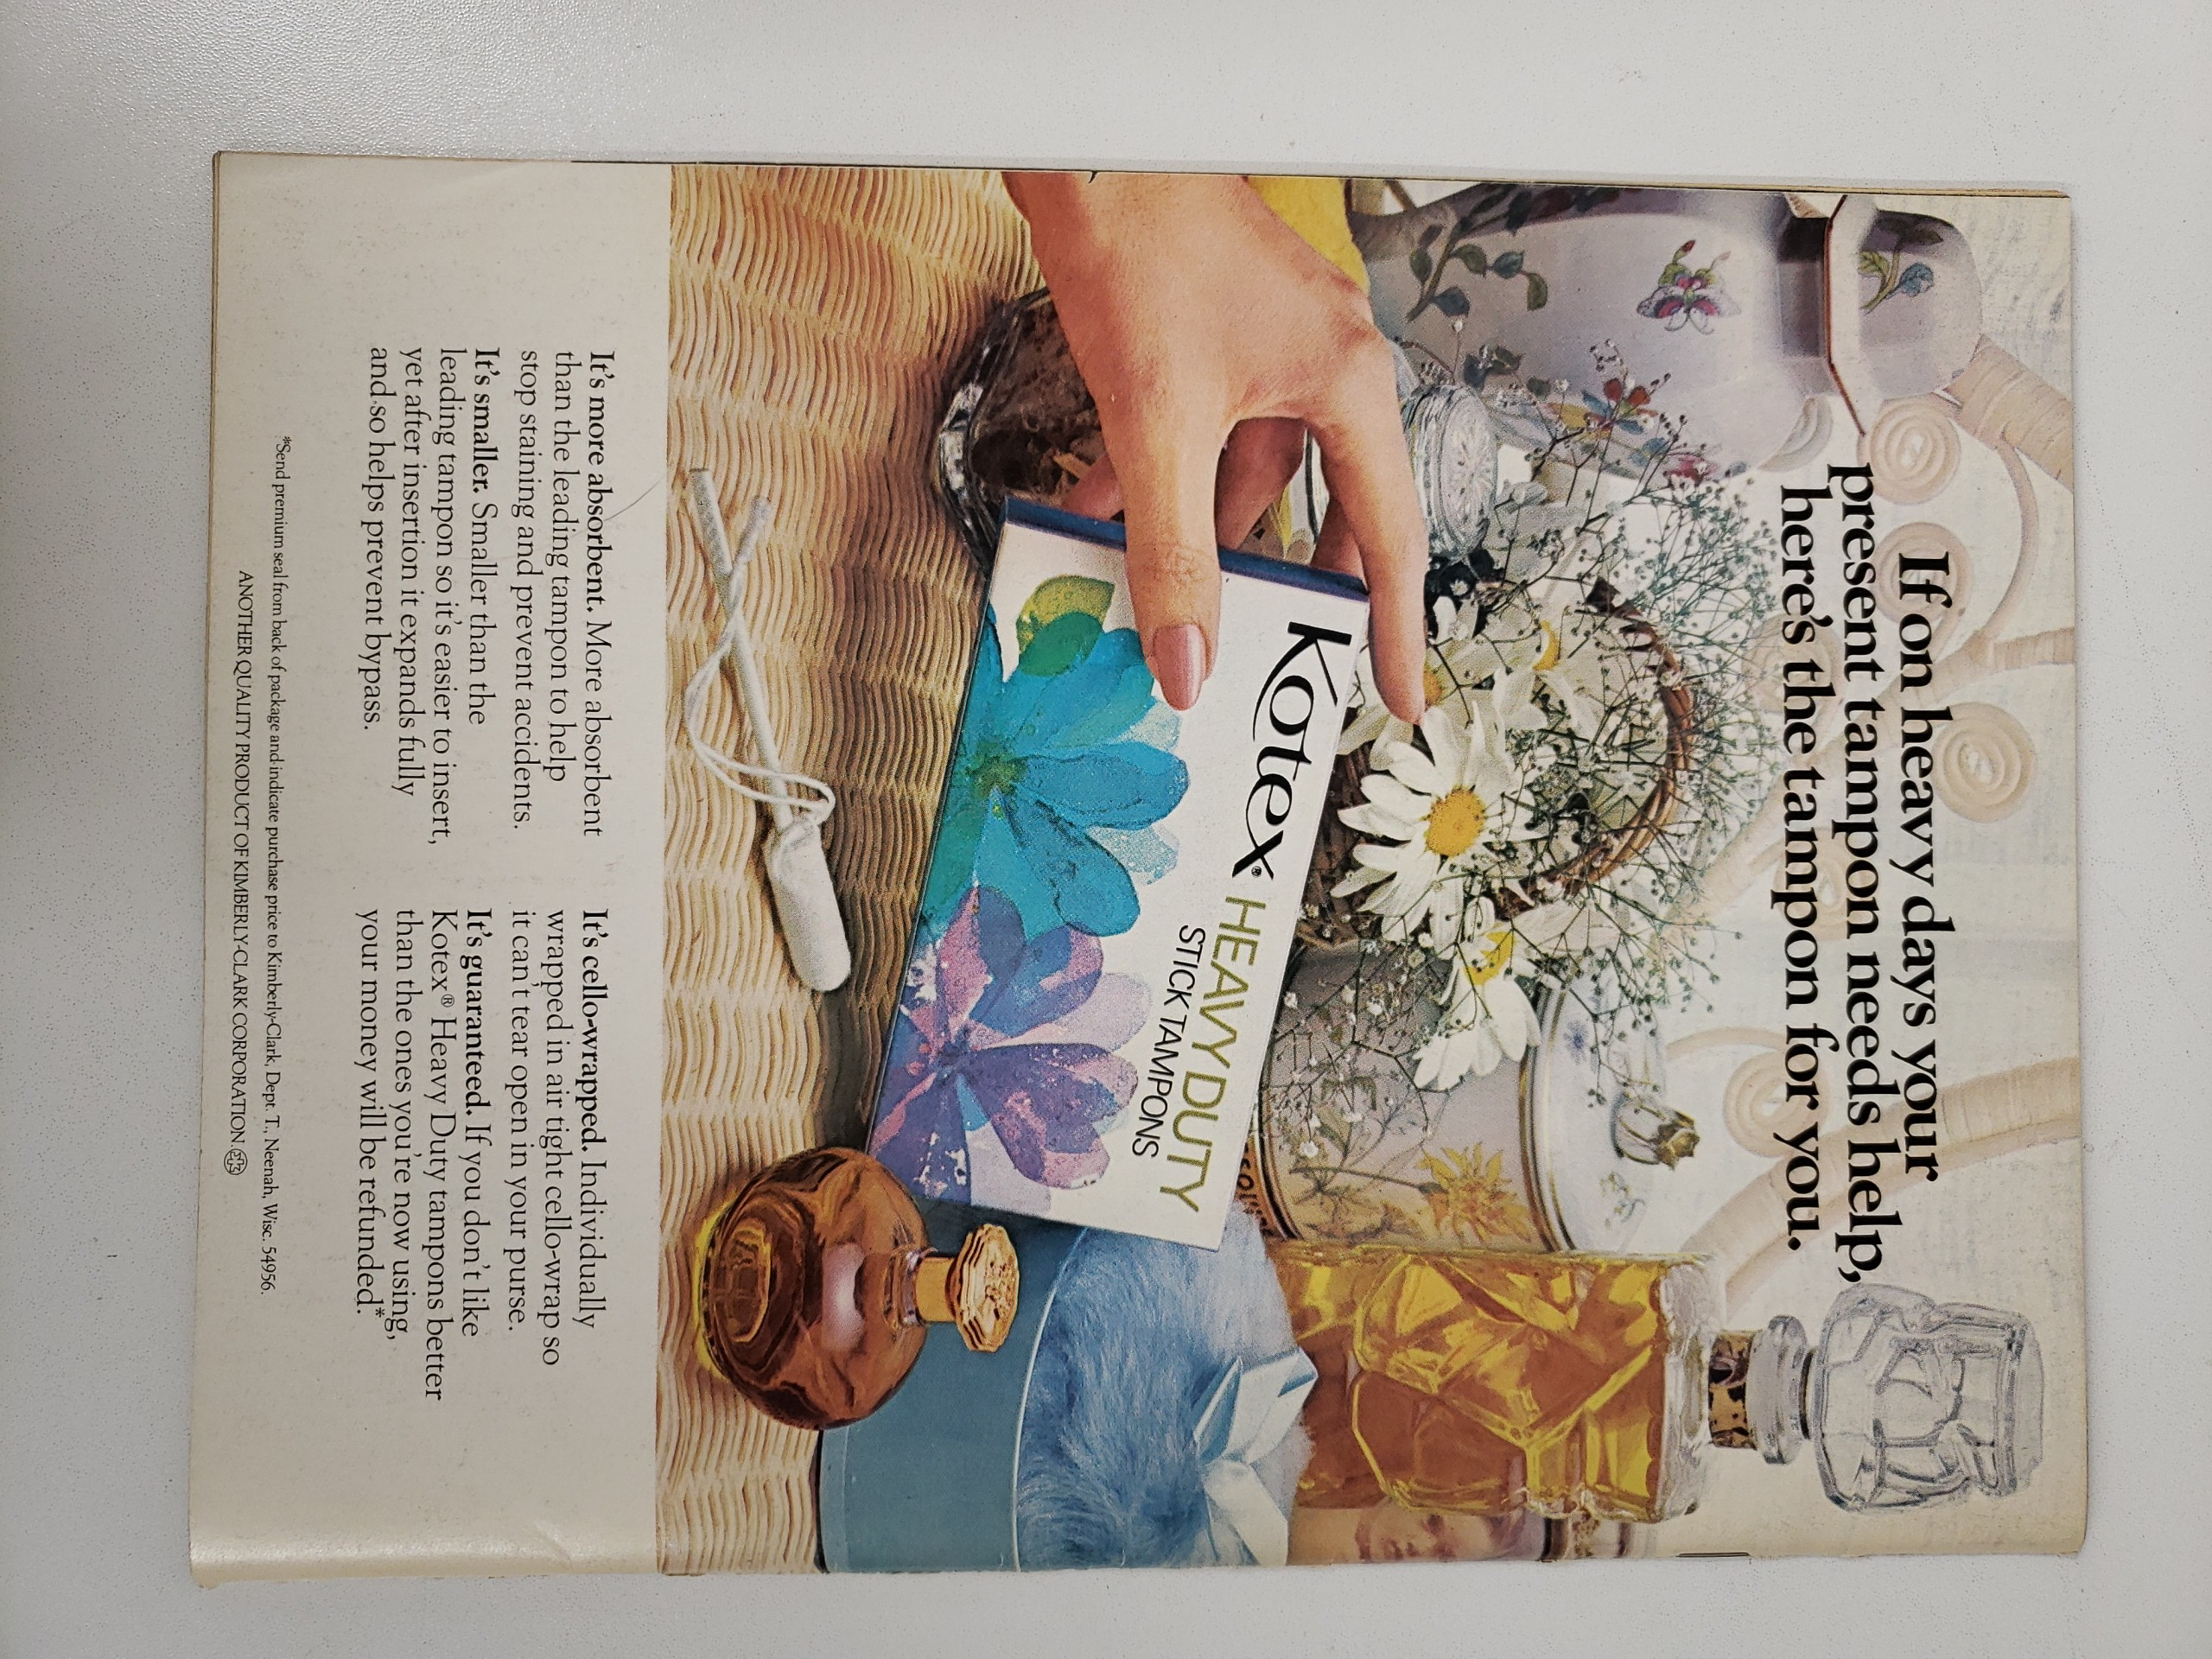 If on heavy days your
present tampon needs help,
here's the tampon for you.
Kotex® HEAVY DUTY
STICK TAMPONS
It's more absorbent. More absorbent
than the leading tampon to help
stop staining and prevent accidents.
It's smaller. Smaller than the
leading tampon so it's easier to insert,
yet after insertion it expands fully
and so helps prevent bypass.
It's cello-wrapped. Individually
wrapped in air tight cello-wrap so
it can't tear open in your purse.
It's guaranteed. If you don't like
Kotex® Heavy Duty tampons better
than the ones you're now using,
your money will be refunded.*
*Send premium seal from back of package and indicate purchase price to Kimberly-Clark, Dept. T., Neenah, Wisc. 54956.
ANOTHER QUALITY PRODUCT OF KIMBERLY-CLARK CORPORATION